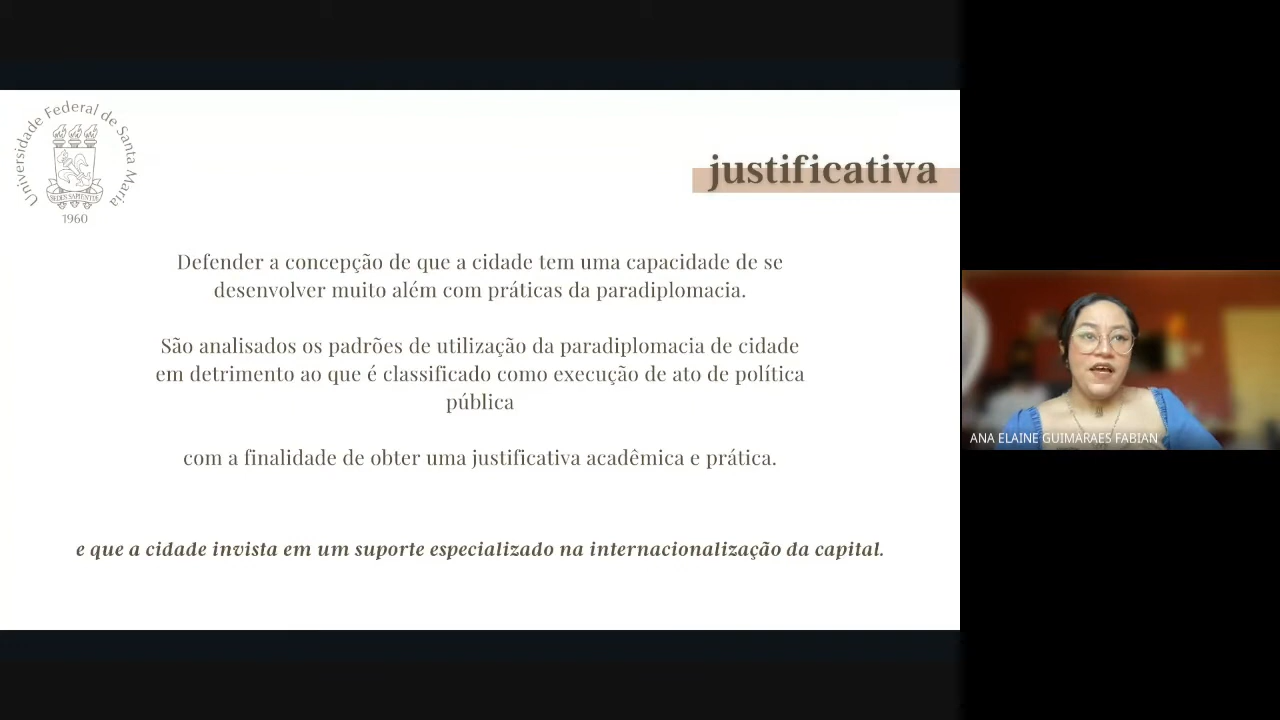 Universidade Federal de Santa Maria
SEDES SAPIENTIAE
1960
justificativa
Defender a concepção de que a cidade tem uma capacidade de se
desenvolver muito além com práticas da paradiplomacia.
São analisados os padrões de utilização da paradiplomacia de cidade
em detrimento ao que é classificado como execução de ato de política
pública
com a finalidade de obter uma justificativa acadêmica e prática.
e que a cidade invista em um suporte especializado na internacionalização da capital.
ANA ELAINE GUIMARAES FABIAN